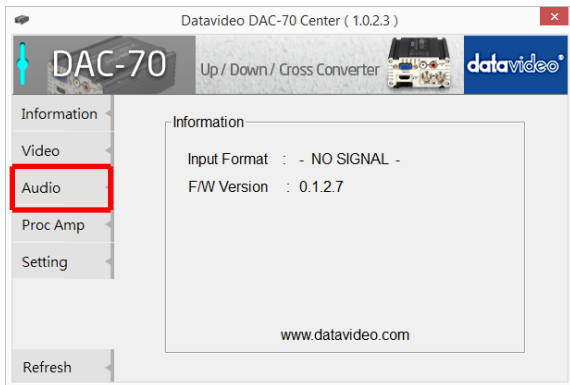 Datavideo DAC-70 Center ( 1.0.2.3 )
DAC-70 Up / Down / Cross Converter datavideo
Information
Video
Audio
Proc Amp
Setting
Refresh
Information
Input Format : - NO SIGNAL -
F/W Version : 0.1.2.7
www.datavideo.com